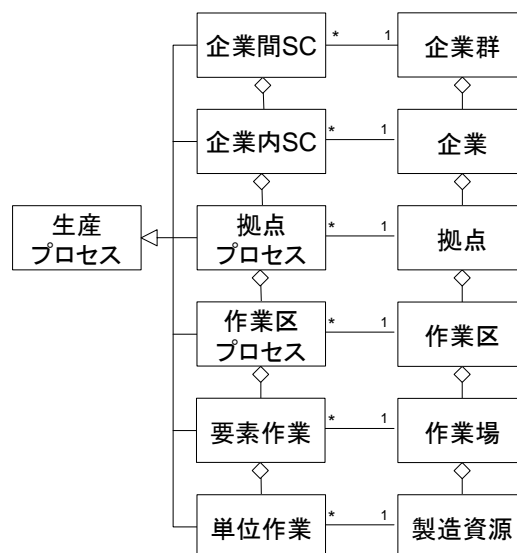 企業間SC
*
1
企業群
企業内SC
*
1
企業
生産
プロセス
拠点
プロセス
*
1
拠点
作業区
プロセス
*
1
作業区
要素作業
*
1
作業場
単位作業
*
1
製造資源